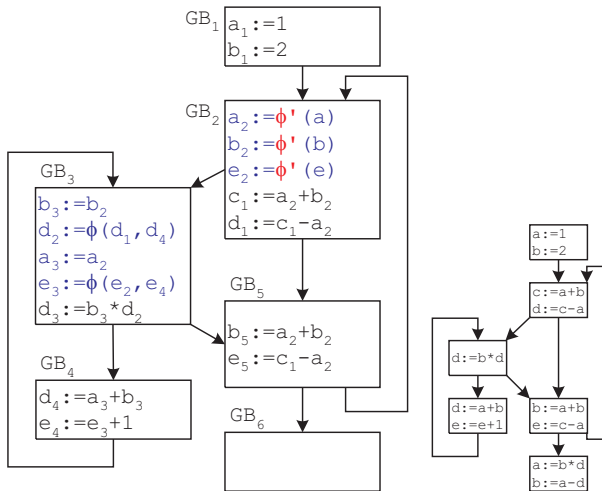 GB₁
a₁:=1
b₁:=2
GB₂
a₂:=ϕ'(a)
b₂:=ϕ'(b)
e₂:=ϕ'(e)
c₁:=a₂+b₂
d₁:=c₁-a₂
GB₃
b₃:=b₂
d₂:=ϕ(d₁,d₄)
a₃:=a₂
e₃:=ϕ(e₂,e₄)
d₃:=b₃*d₂
GB₄
d₄:=a₃+b₃
e₄:=e₃+1
GB₅
b₅:=a₂+b₂
e₅:=c₁-a₂
GB₆
a:=1
b:=2
c:=a+b
d:=c-a
d:=b*d
d:=a+b
e:=e+1
b:=a+b
e:=c-a
a:=b*d
b:=a-d